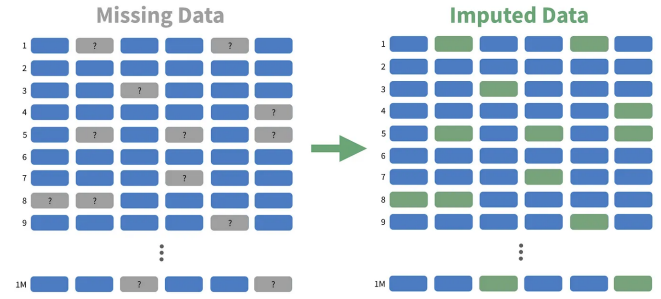 Missing Data
Imputed Data
1 ? ?
2
3 ?
4 ?
5 ? ? ?
6
7 ?
8 ? ?
9 ?
1M ? ?
1
2
3
4
5
6
7
8
9
1M